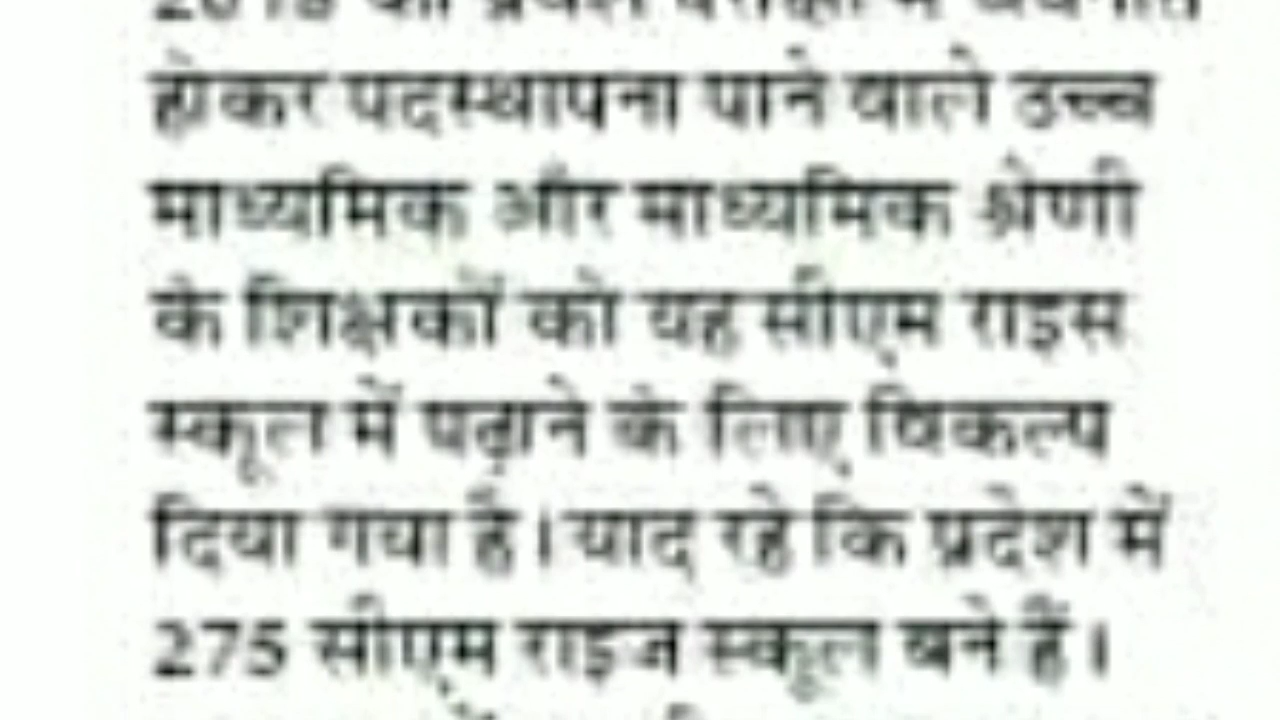 होकर पदस्थापना पाने वाले उच्च
माध्यमिक और माध्यमिक श्रेणी
के शिक्षकों को यह सीएम राइस
स्कूल में पढ़ाने के लिए विकल्प
दिया गया है। याद रहे कि प्रदेश में
275 सीएम राइज स्कूल बने हैं।